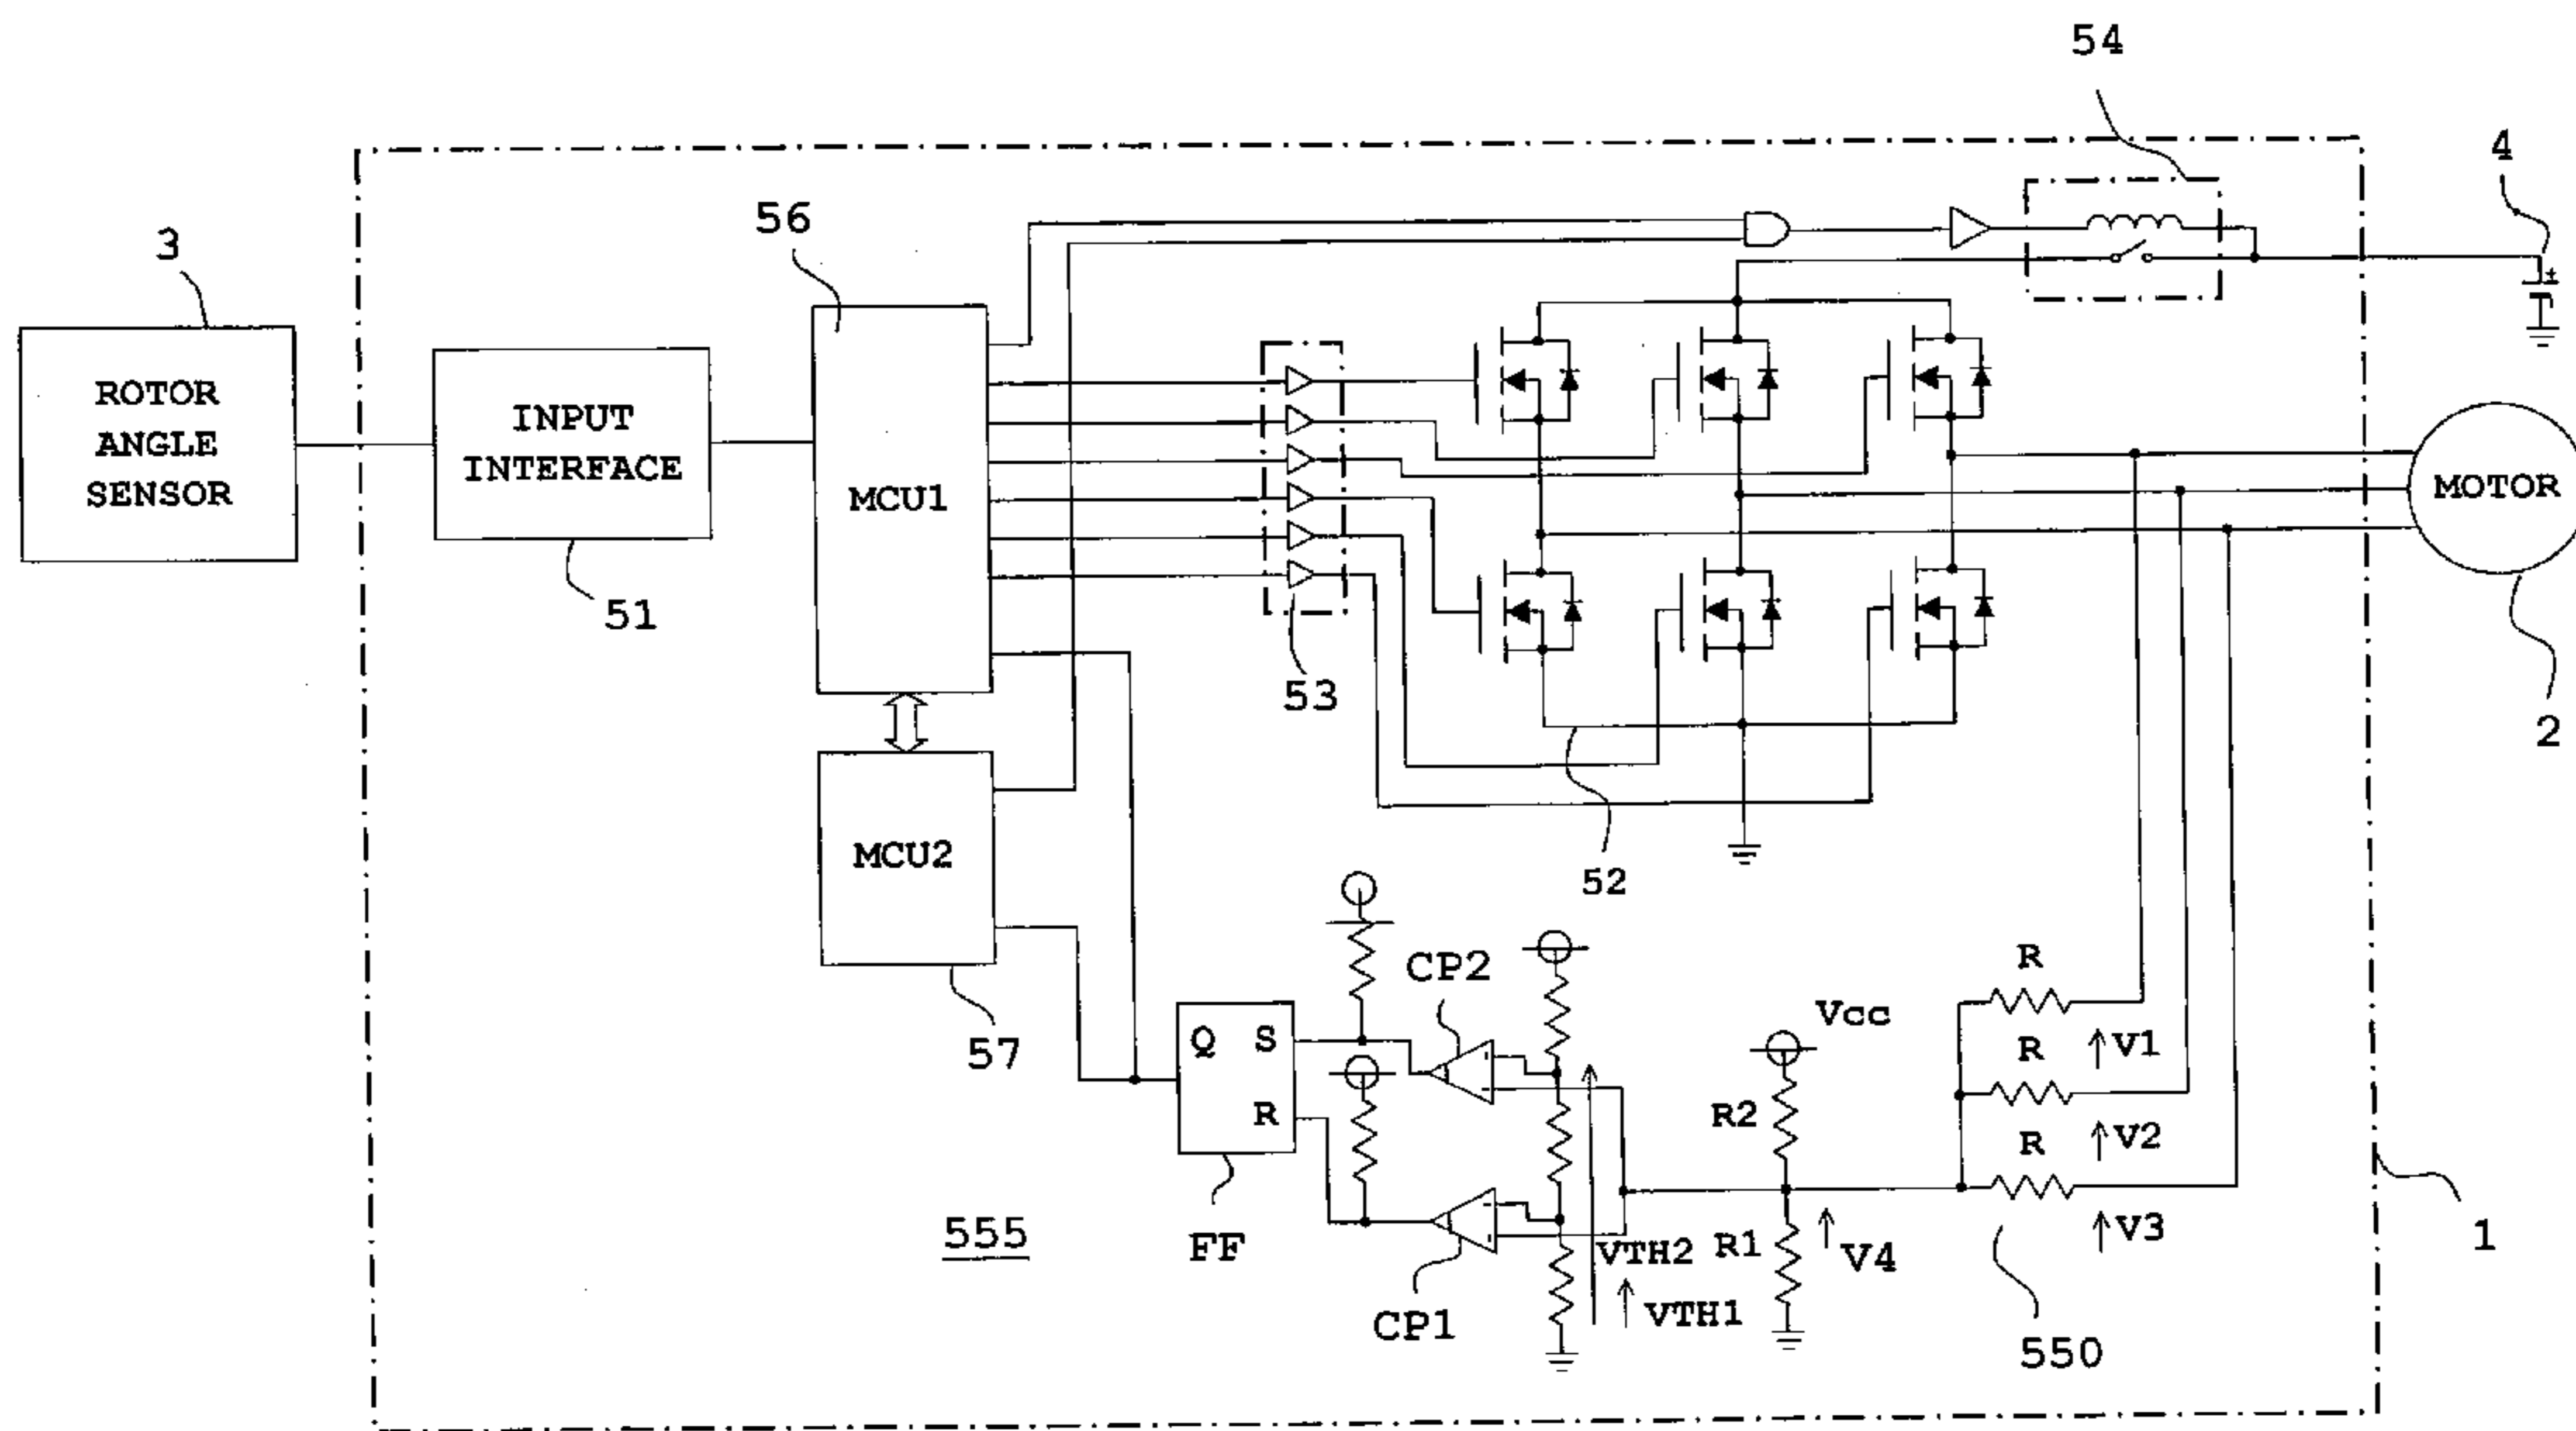 54
4
3
56
ROTOR
ANGLE
SENSOR
INPUT
INTERFACE
MCU1
MOTOR
51
53
2
MCU2
52
57
CP2
Vcc
R
V1
R
V2
R
V3
Q
S
R
R2
R1
V4
FF
555
CP1
VTH2
VTH1
550
1